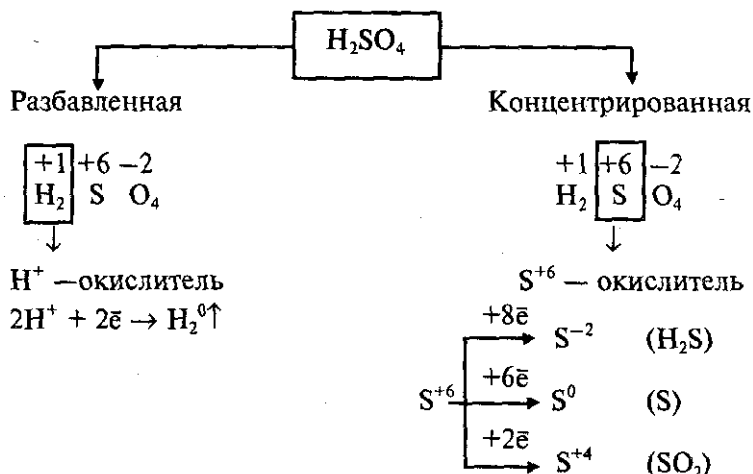 H₂SO₄
Разбавленная
+1 +6 −2
H₂ S O₄
↓
H⁺ —окислитель
2H⁺ + 2ē → H₂⁰↑
Концентрированная
+1 +6 −2
H₂ S O₄
↓
S⁺⁶ — окислитель
+8ē S⁻² (H₂S)
S⁺⁶ +6ē S⁰ (S)
+2ē S⁺⁴ (SO₂)